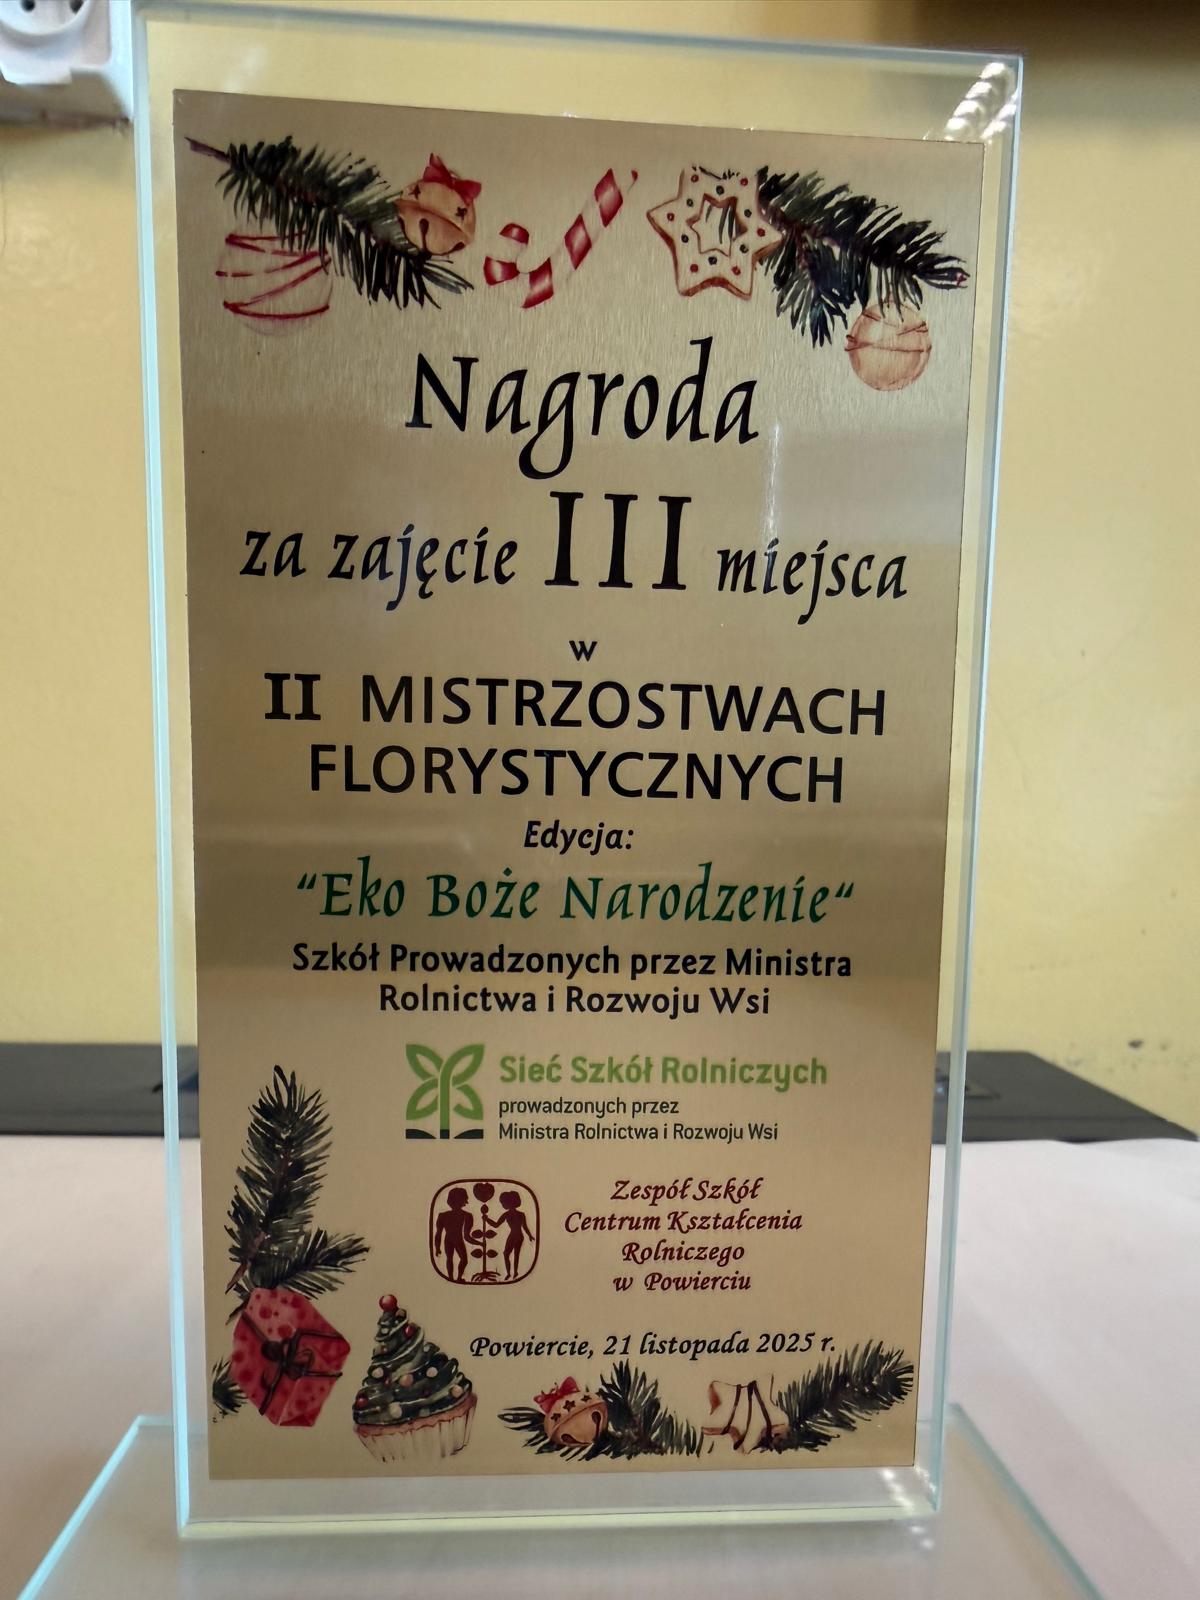 Nagroda
za zajęcie III miejsca
w
II MISTRZOSTWACH
FLORYSTYCZNYCH
Edycja:
“Eko Boże Narodzenie“
Szkół Prowadzonych przez Ministra
Rolnictwa i Rozwoju Wsi
Sieć Szkół Rolniczych
prowadzonych przez
Ministra Rolnictwa i Rozwoju Wsi
Zespół Szkół
Centrum Kształcenia
Rolniczego
w Powierciu
Powiercie, 21 listopada 2025 r.